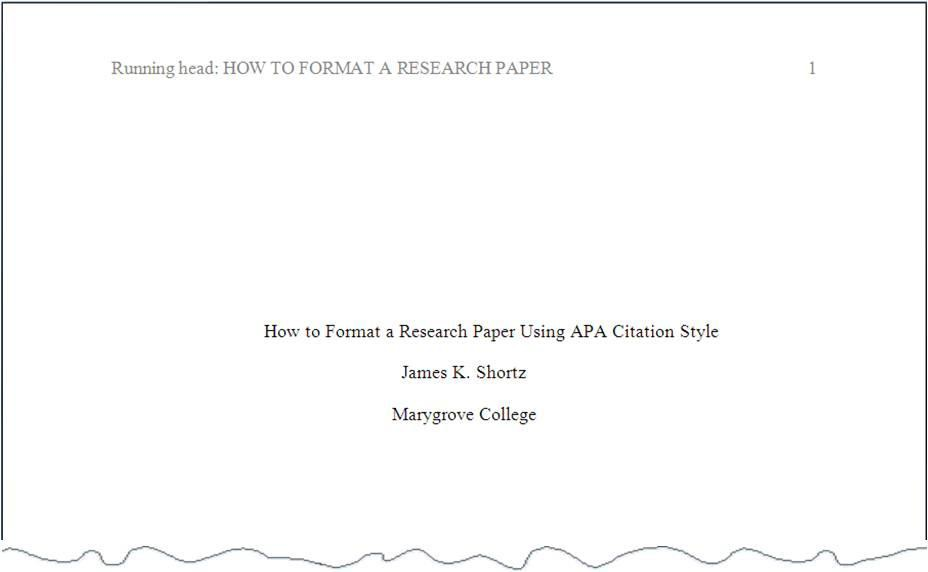 Running head: HOW TO FORMAT A RESEARCH PAPER 1
How to Format a Research Paper Using APA Citation Style
James K. Shortz
Marygrove College